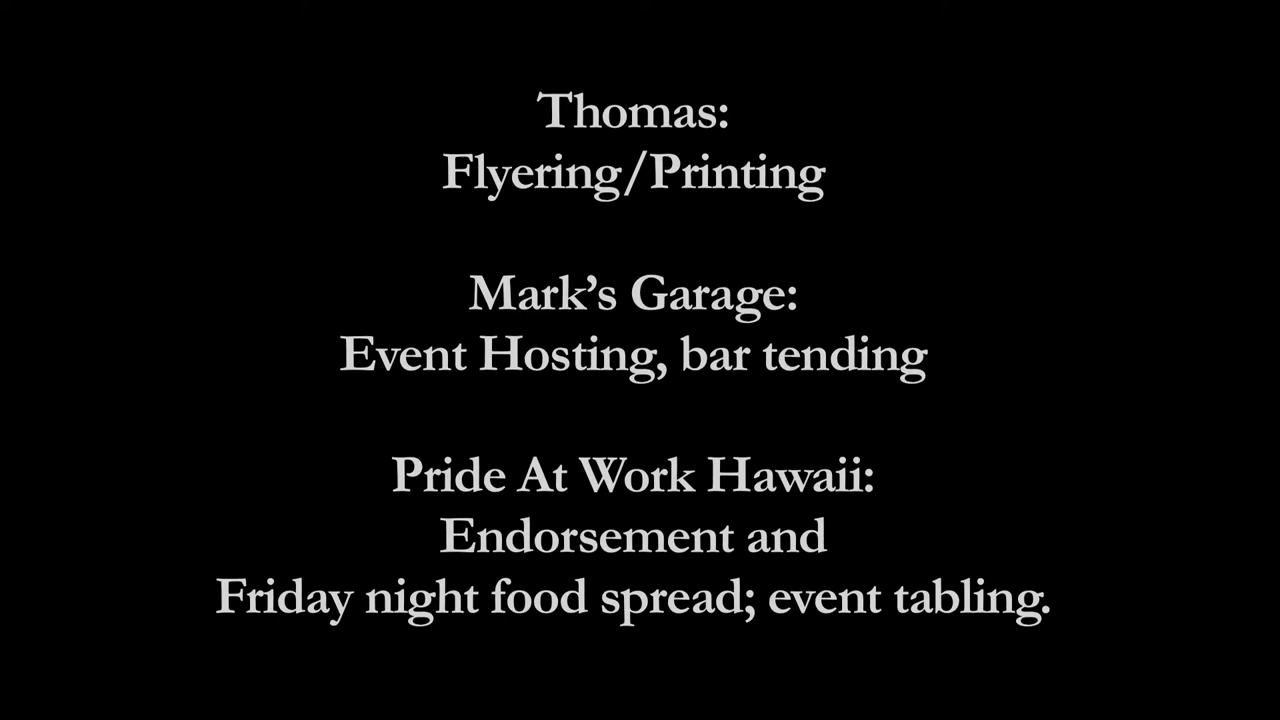 Thomas:
Flyering/Printing
Mark’s Garage:
Event Hosting, bar tending
Pride At Work Hawaii:
Endorsement and
Friday night food spread; event tabling.